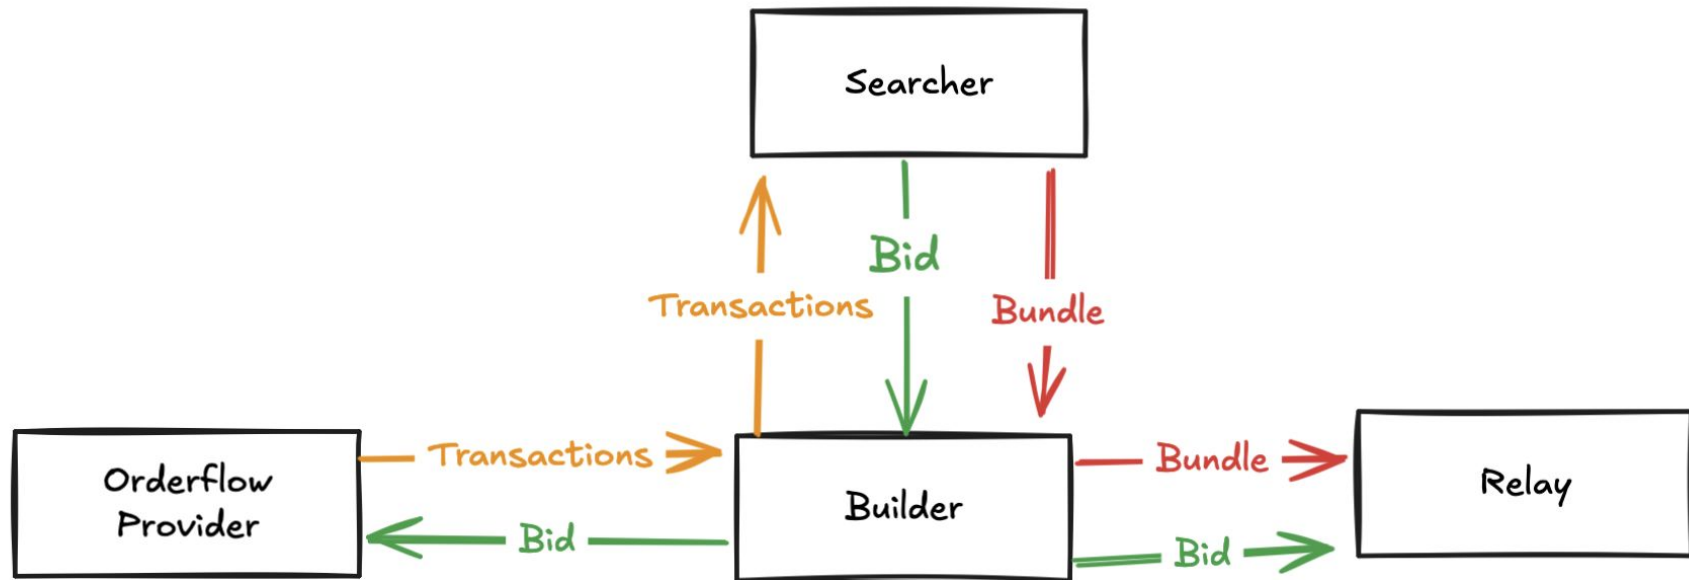 Searcher
Bid
Transactions
Bundle
Orderflow
Provider
Transactions
Bid
Builder
Bundle
Bid
Relay